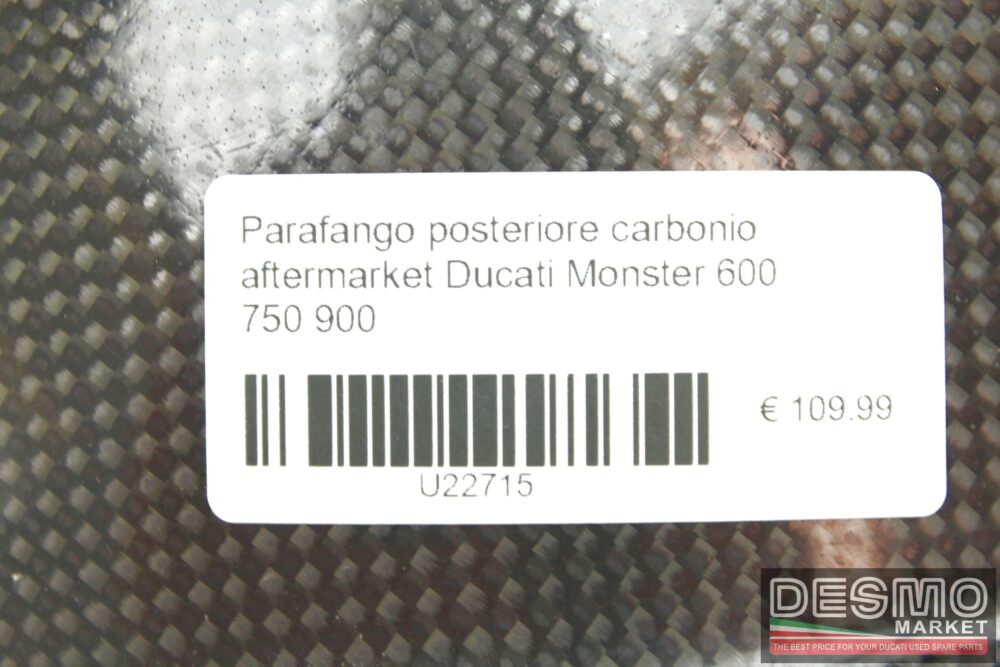 Parafango posteriore carbonio
aftermarket Ducati Monster 600
750 900
€ 109.99
U22715
DESMO
MARKET
THE BEST PRICE FOR YOUR DUCATI USED SPARE PARTS